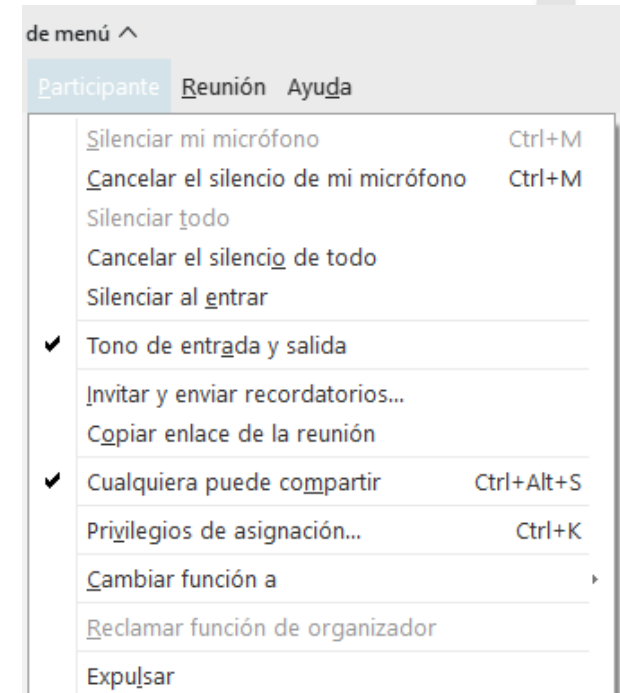 de menú
Participante Reunión Ayuda
Silenciar mi micrófono Ctrl+M
Cancelar el silencio de mi micrófono Ctrl+M
Silenciar todo
Cancelar el silencio de todo
Silenciar al entrar
Tono de entrada y salida
Invitar y enviar recordatorios...
Copiar enlace de la reunión
Cualquiera puede compartir Ctrl+Alt+S
Privilegios de asignación... Ctrl+K
Cambiar función a
Reclamar función de organizador
Expulsar